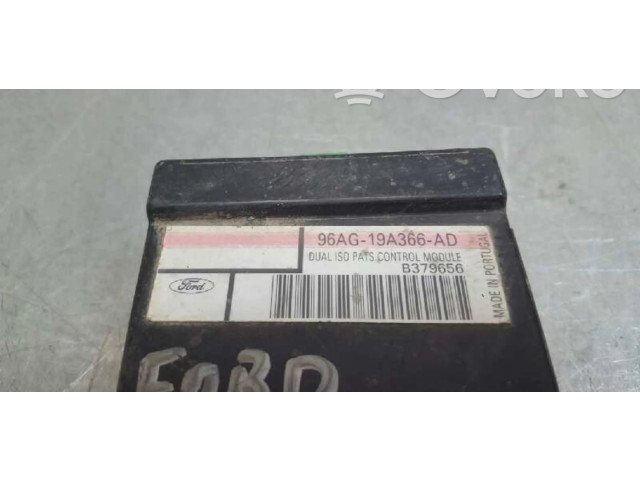 96AG-19A366-AD
DUAL ISO PATS CONTROL MODULE
B379656
MADE IN PORTUGAL
Ford
FORD